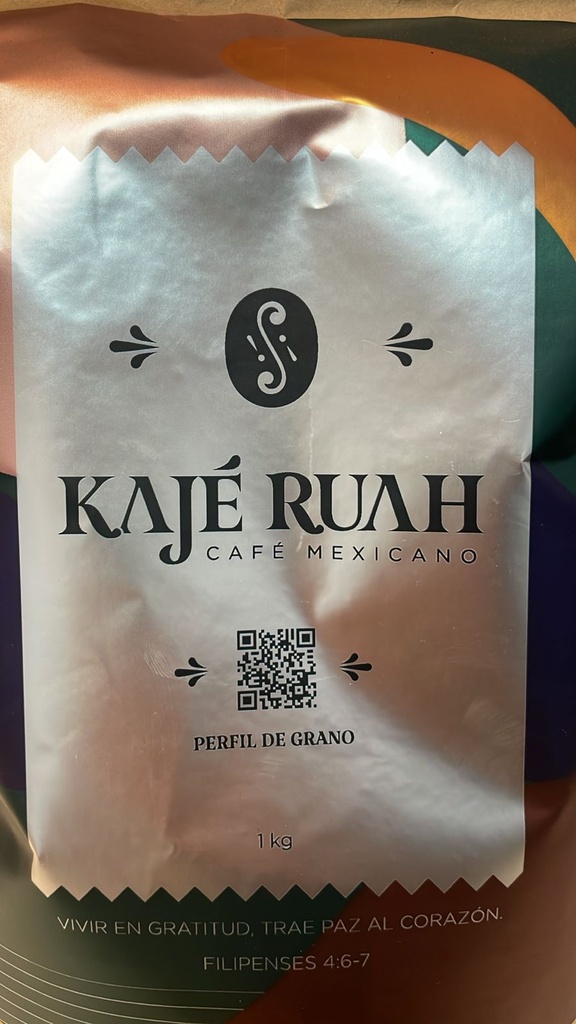 KAJÉ RUAH
CAFÉ MEXICANO
PERFIL DE GRANO
1 kg
VIVIR EN GRATITUD, TRAE PAZ AL CORAZÓN.
FILIPENSES 4:6-7